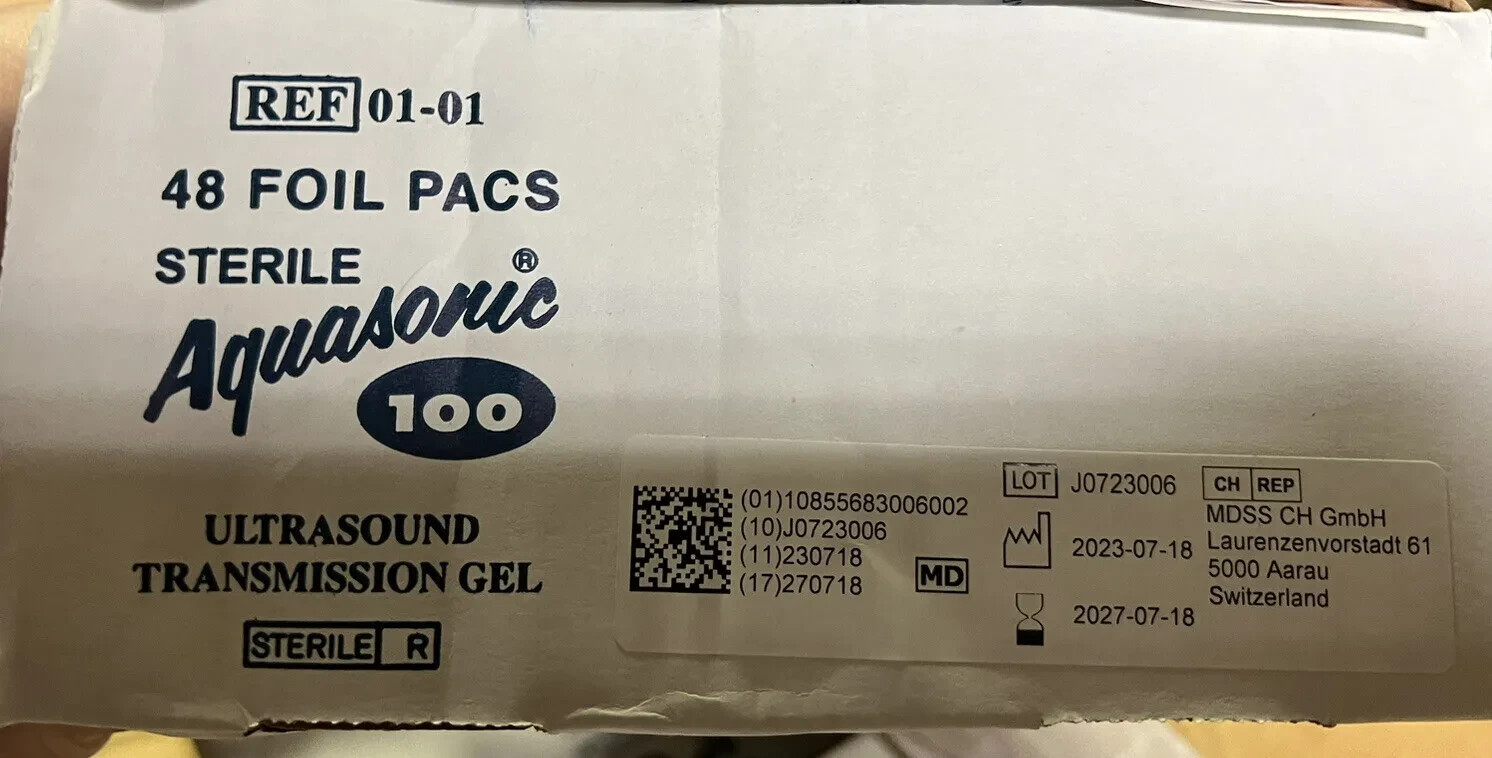 REF 01-01
48 FOIL PACS
STERILE
Aquasonic®
100
ULTRASOUND
TRANSMISSION GEL
STERILE R
(01)10855683006002
(10)J0723006
(11)230718
(17)270718
MD
LOT J0723006
2023-07-18
2027-07-18
CH REP
MDSS CH GmbH
Laurenzenvorstadt 61
5000 Aarau
Switzerland